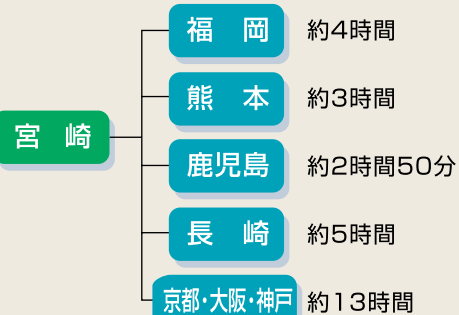 福岡 約4時間
熊本 約3時間
宮崎
鹿児島 約2時間50分
長崎 約5時間
京都・大阪・神戸 約13時間